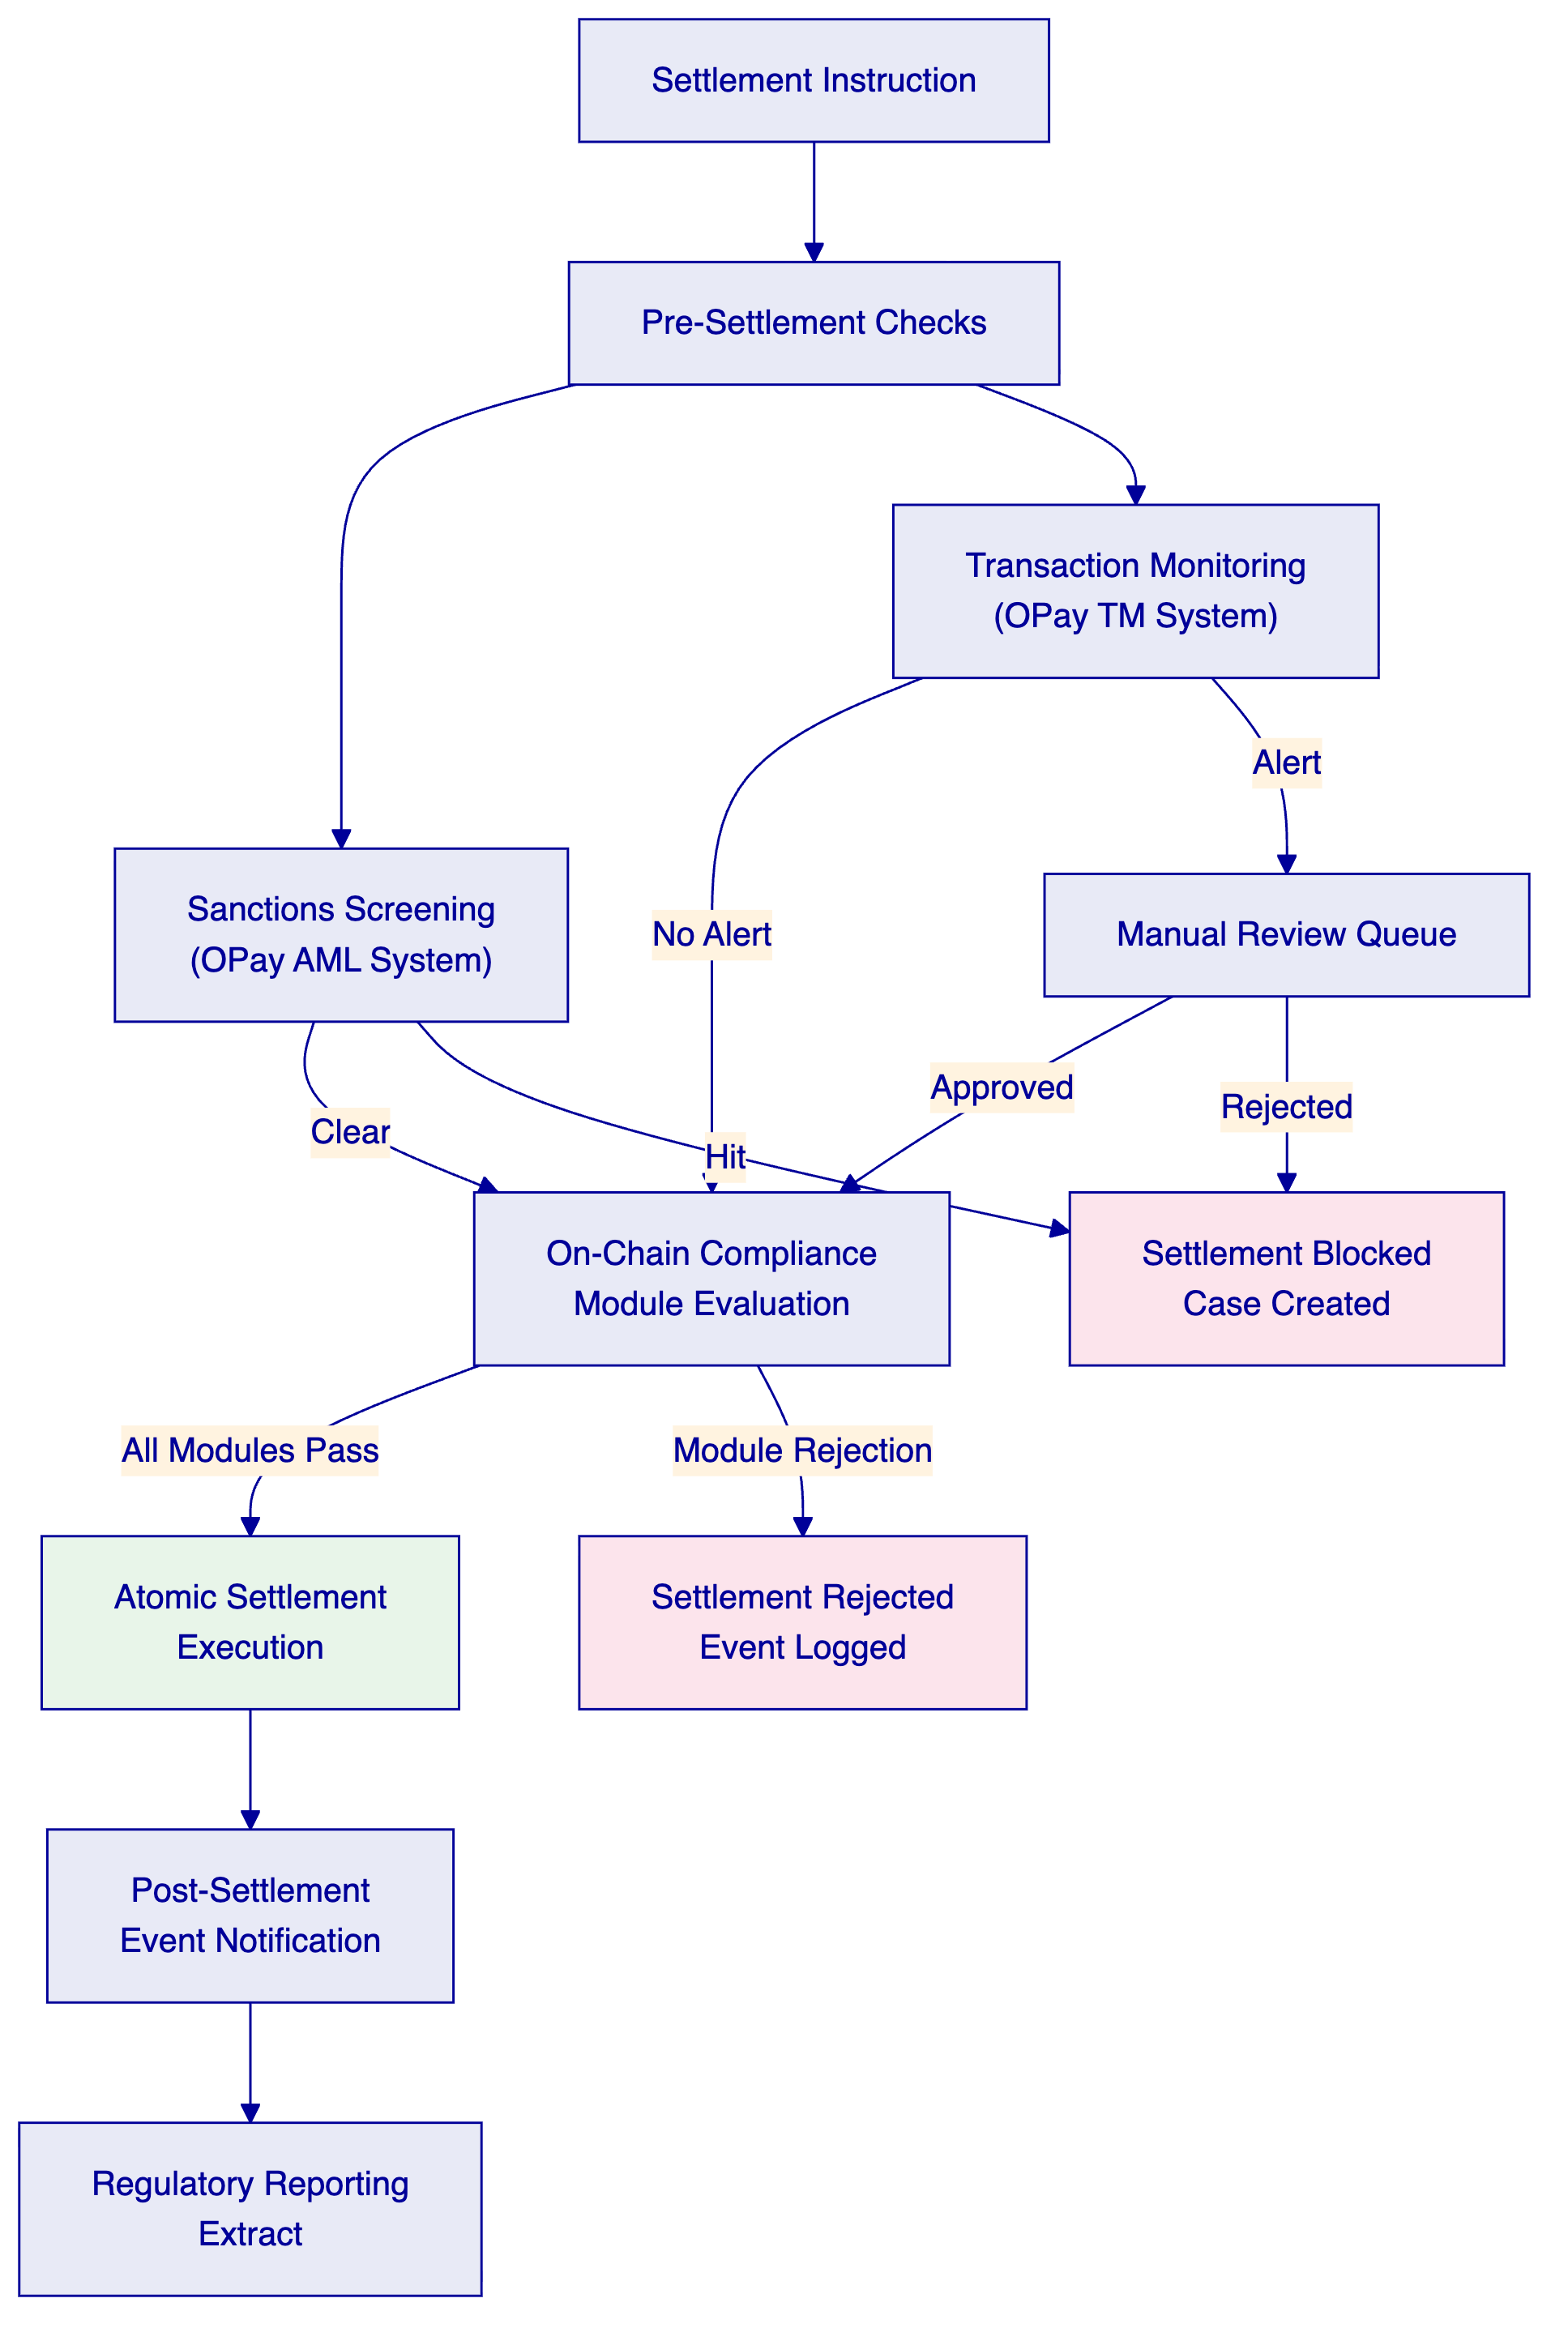 Settlement Instruction
Pre-Settlement Checks
Transaction Monitoring
(OPay TM System)
Alert
Sanctions Screening
(OPay AML System)
No Alert
Manual Review Queue
Approved
Rejected
Clear
Hit
On-Chain Compliance
Module Evaluation
Settlement Blocked
Case Created
All Modules Pass
Module Rejection
Atomic Settlement
Execution
Settlement Rejected
Event Logged
Post-Settlement
Event Notification
Regulatory Reporting
Extract